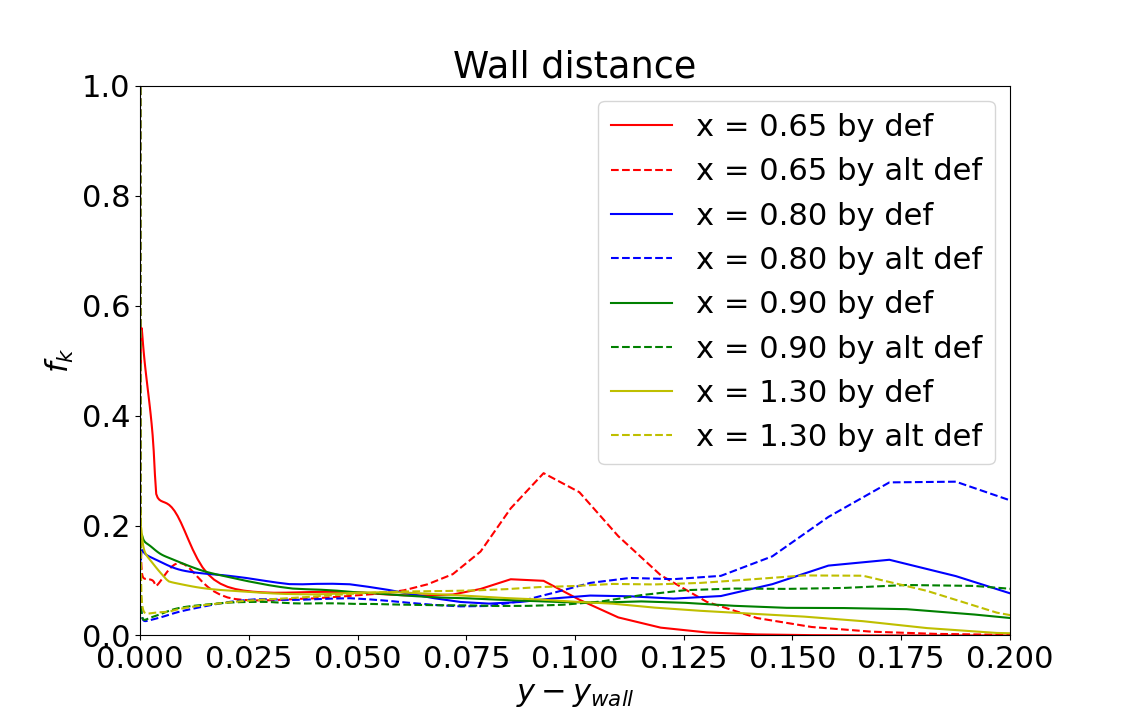 Wall distance
1.0
0.8
0.6
0.4
0.2
0.0
f_k
x = 0.65 by def
x = 0.65 by alt def
x = 0.80 by def
x = 0.80 by alt def
x = 0.90 by def
x = 0.90 by alt def
x = 1.30 by def
x = 1.30 by alt def
0.000 0.025 0.050 0.075 0.100 0.125 0.150 0.175 0.200
y − y_wall